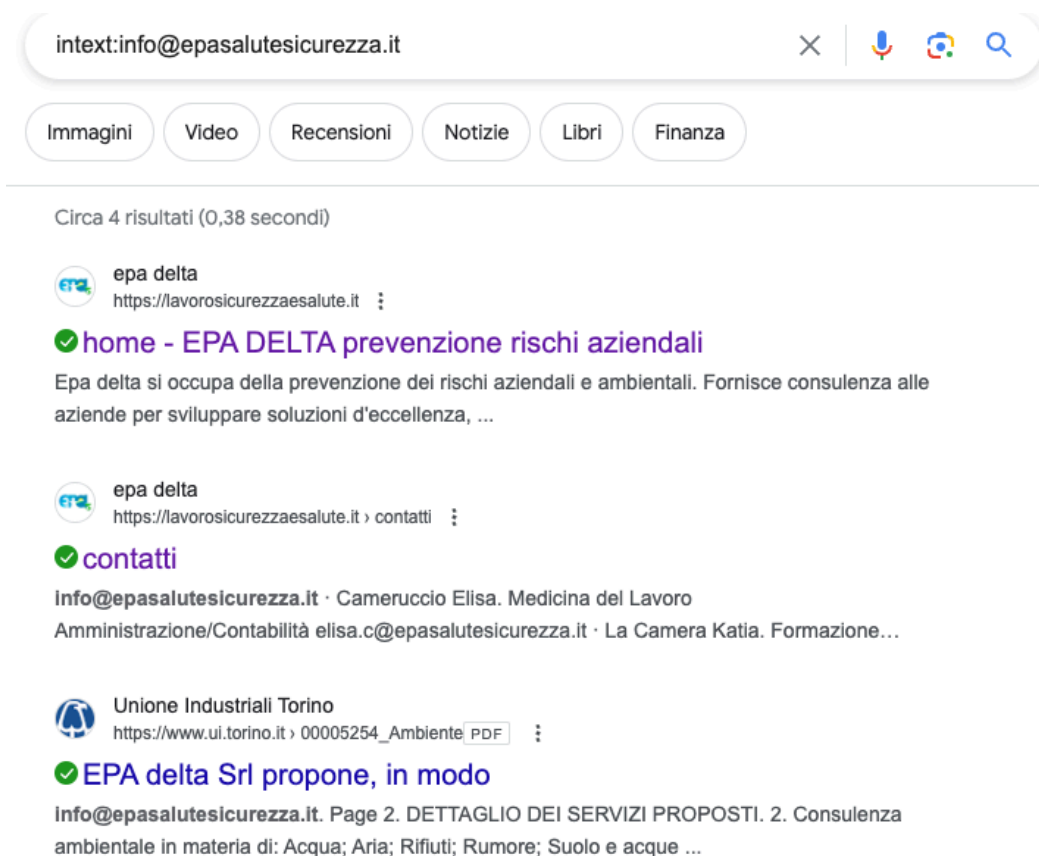 intext:info@epasalutesicurezza.it
Immagini Video Recensioni Notizie Libri Finanza
Circa 4 risultati (0,38 secondi)
epa
epa delta
https://lavorosicurezzaesalute.it
home - EPA DELTA prevenzione rischi aziendali
Epa delta si occupa della prevenzione dei rischi aziendali e ambientali. Fornisce consulenza alle
aziende per sviluppare soluzioni d'eccellenza, ...
epa
epa delta
https://lavorosicurezzaesalute.it › contatti
contatti
info@epasalutesicurezza.it · Cameruccio Elisa. Medicina del Lavoro
Amministrazione/Contabilità elisa.c@epasalutesicurezza.it · La Camera Katia. Formazione...
Unione Industriali Torino
https://www.ui.torino.it › 00005254_Ambiente PDF
EPA delta Srl propone, in modo
info@epasalutesicurezza.it. Page 2. DETTAGLIO DEI SERVIZI PROPOSTI. 2. Consulenza
ambientale in materia di: Acqua; Aria; Rifiuti; Rumore; Suolo e acque ...